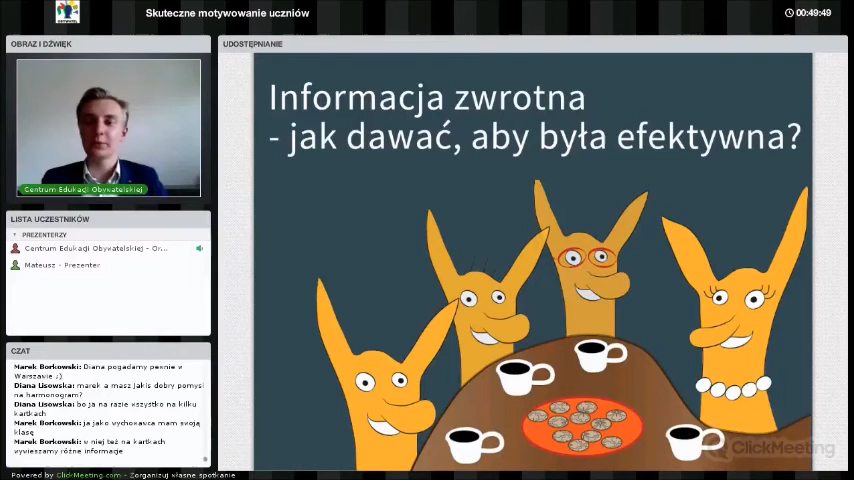 Skuteczne motywowanie uczniów
00:49:49
OBRAZ I DŹWIĘK
Centrum Edukacji Obywatelskiej
LISTA UCZESTNIKÓW
PREZENTERZY
Centrum Edukacji Obywatelskiej - Or...
Mateusz - Prezenter
CZAT
Marek Borkowski: Diana pogadamy pewnie w
Warszawie ;)
Diana Lisowska: marek a masz jakis dobry pomysl
na harmonogram?
Diana Lisowska: bo ja na razie wszystko na kilku
kartkach
Marek Borkowski: ja jako wychowawca mam swoją
klasę
Marek Borkowski: w niej też na kartkach
wywieszamy różne informacje
UDOSTĘPNIANIE
Informacja zwrotna
- jak dawać, aby była efektywna?
ClickMeeting
Powered by ClickMeeting.com - Zorganizuj własne spotkanie